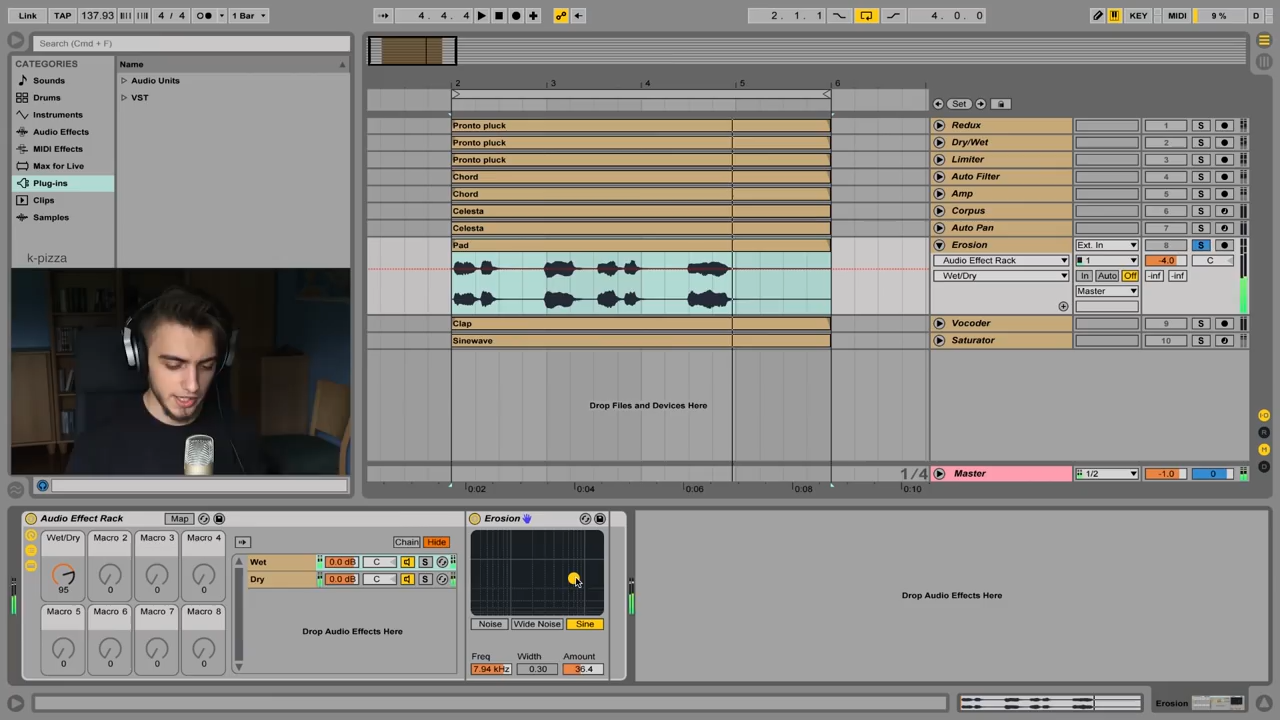 Link TAP 137.93 4 / 4 1 Bar 4. 4. 4 2. 1. 1 4. 0. 0 KEY MIDI 9 % D
Search (Cmd + F)
CATEGORIES
Sounds
Drums
Instruments
Audio Effects
MIDI Effects
Max for Live
Plug-ins
Clips
Samples
k-pizza
Name
Audio Units
VST
2 3 4 5 6
Set
Pronto pluck Redux 1 S
Pronto pluck Dry/Wet 2 S
Pronto pluck Limiter 3 S
Chord Auto Filter 4 S
Chord Amp 5 S
Celesta Corpus 6 S
Celesta Auto Pan 7 S
Pad Erosion Ext. In 8 S
Audio Effect Rack 1 -4.0 C
Wet/Dry In Auto Off -inf -inf
Master
Clap Vocoder 9 S
Sinewave Saturator 10 S
Drop Files and Devices Here
I·O
R
M
D
1/4 Master 1/2 -1.0 0
0:02 0:04 0:06 0:08 0:10
Audio Effect Rack Map
Wet/Dry Macro 2 Macro 3 Macro 4
95 0 0 0
Macro 5 Macro 6 Macro 7 Macro 8
0 0 0 0
Chain Hide
Wet 0.0 dB C S
Dry 0.0 dB C S
Drop Audio Effects Here
Erosion
Noise Wide Noise Sine
Freq Width Amount
7.94 kHz 0.30 36.4
Drop Audio Effects Here
Erosion